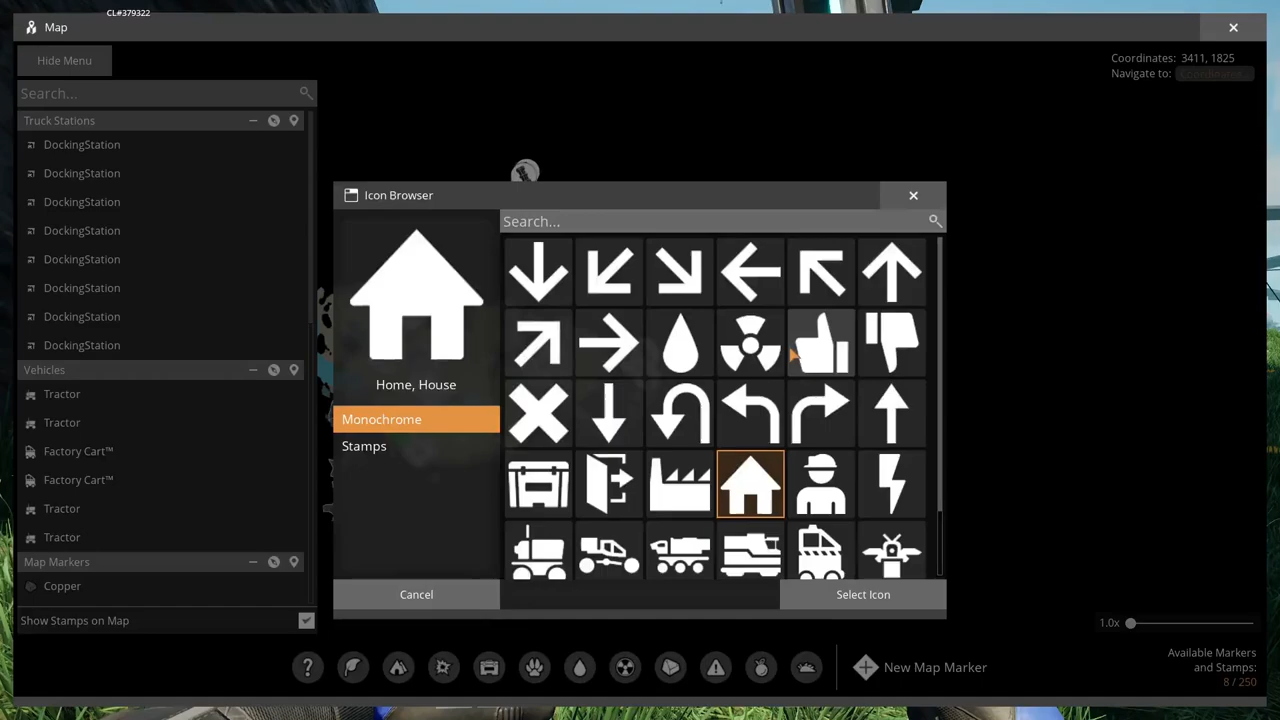 CL#379322
Map
Hide Menu
Coordinates: 3411, 1825
Navigate to: Coordinates...
Search...
Truck Stations
DockingStation
DockingStation
DockingStation
DockingStation
DockingStation
DockingStation
DockingStation
DockingStation
Vehicles
Tractor
Tractor
Factory Cart™
Factory Cart™
Tractor
Tractor
Map Markers
Copper
Show Stamps on Map
Icon Browser
Search...
Home, House
Monochrome
Stamps
Cancel
Select Icon
1.0x
New Map Marker
Available Markers
and Stamps:
8 / 250